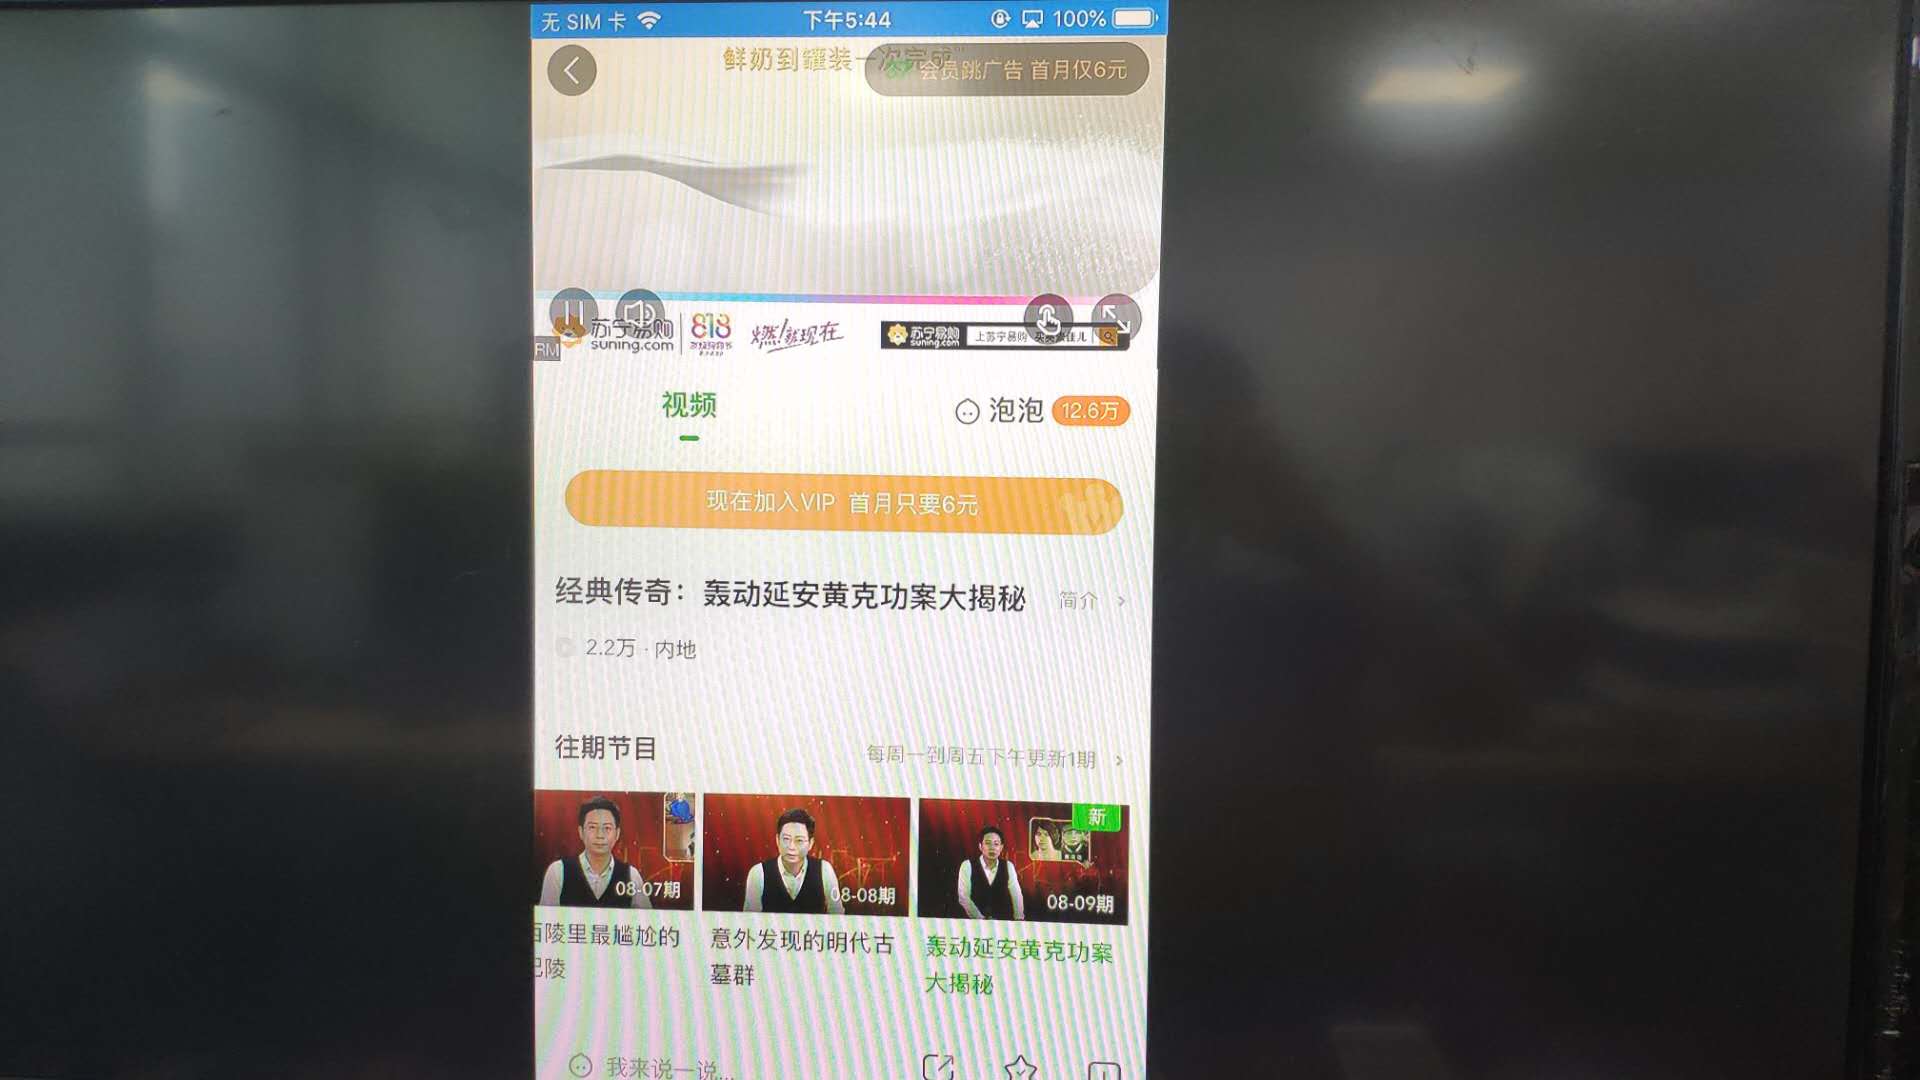 无 SIM 卡
下午5:44
100%
鲜奶到罐装一次完成"
会员跳广告 首月仅6元
苏宁易购
suning.com
818
燃!就现在
苏宁易购
suning.com
上苏宁易购
视频
泡泡 12.6万
现在加入VIP 首月只要6元
经典传奇：轰动延安黄克功案大揭秘
简介
2.2万 · 内地
往期节目
每周一到周五下午更新1期
08-07期
08-08期
新
08-09期
陵里最尴尬的
陵
意外发现的明代古
墓群
轰动延安黄克功案
大揭秘
我来说一说...